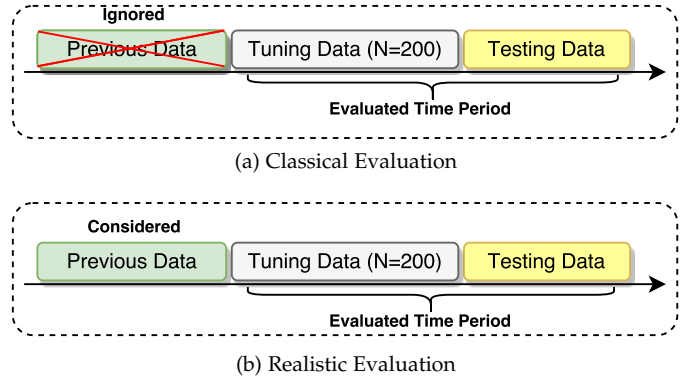 Ignored
Previous Data
Tuning Data (N=200)
Testing Data
Evaluated Time Period
(a) Classical Evaluation
Considered
Previous Data
Tuning Data (N=200)
Testing Data
Evaluated Time Period
(b) Realistic Evaluation